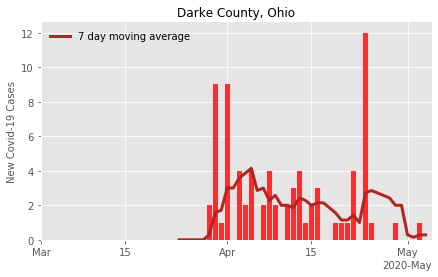 Darke County, Ohio
7 day moving average
New Covid-19 Cases
12
10
8
6
4
2
0
Mar
15
Apr
15
May
2020-May